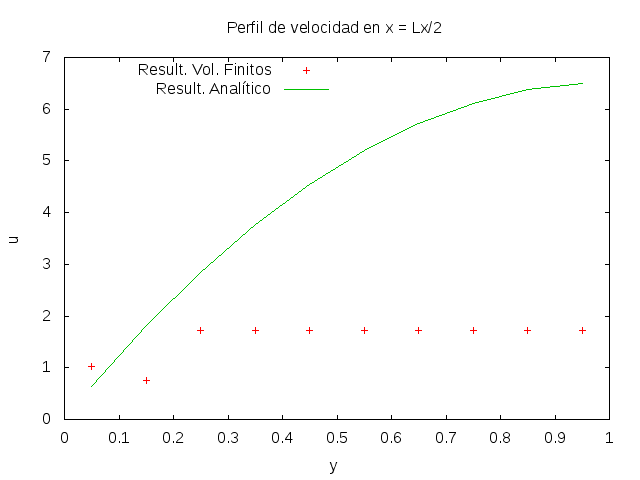 Perfil de velocidad en x = Lx/2
Result. Vol. Finitos
Result. Analítico
7
6
5
4
3
2
1
0
u
0 0.1 0.2 0.3 0.4 0.5 0.6 0.7 0.8 0.9 1
y